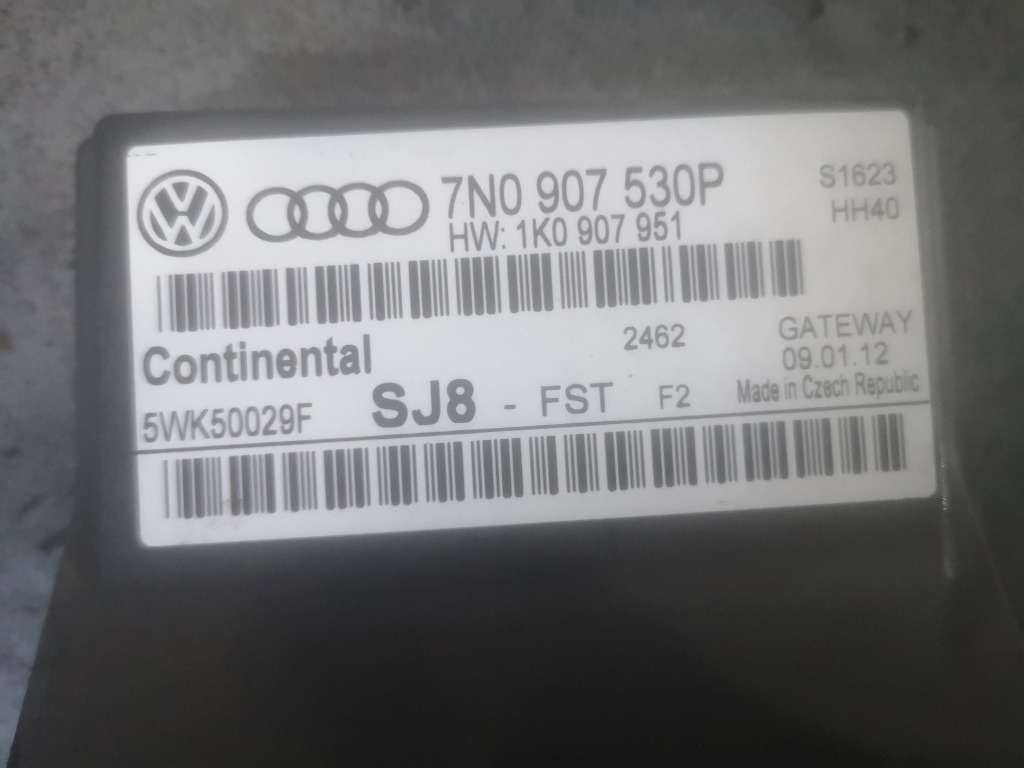 7N0 907 530P
HW: 1K0 907 951
S1623
HH40
Continental
2462
GATEWAY
09.01.12
Made in Czech Republic
5WK50029F
SJ8 - FST F2